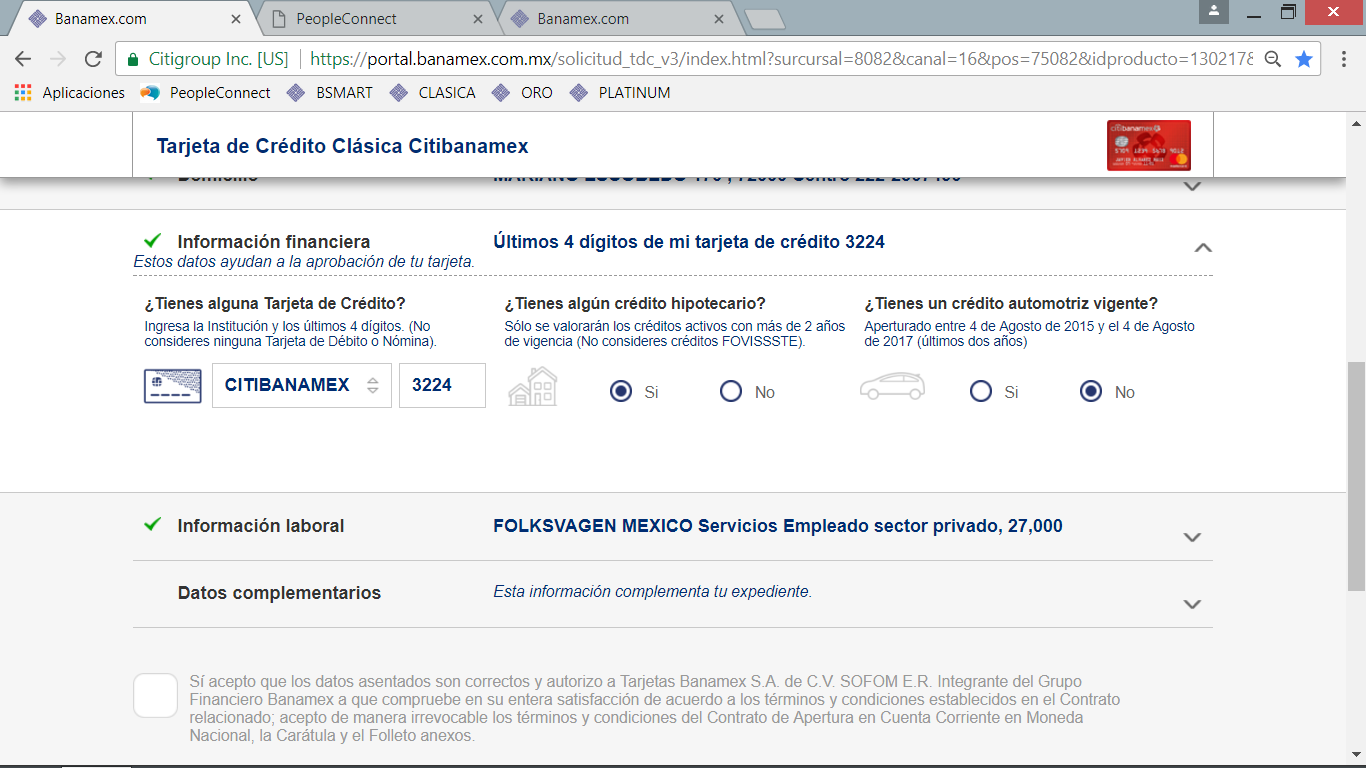 Banamex.com
PeopleConnect
Banamex.com
Citigroup Inc. [US]
https://portal.banamex.com.mx/solicitud_tdc_v3/index.html?sursursal=8082&canal=16&pos=75082&idproducto=1302178
Aplicaciones PeopleConnect BSMART CLASICA ORO PLATINUM
Tarjeta de Crédito Clásica Citibanamex
citibanamex
Información financiera
Últimos 4 dígitos de mi tarjeta de crédito 3224
Estos datos ayudan a la aprobación de tu tarjeta.
¿Tienes alguna Tarjeta de Crédito?
Ingresa la Institución y los últimos 4 dígitos. (No
consideres ninguna Tarjeta de Débito o Nómina).
CITIBANAMEX
3224
¿Tienes algún crédito hipotecario?
Sólo se valorarán los créditos activos con más de 2 años
de vigencia (No consideres créditos FOVISSSTE).
Si
No
¿Tienes un crédito automotriz vigente?
Aperturado entre 4 de Agosto de 2015 y el 4 de Agosto
de 2017 (últimos dos años)
Si
No
Información laboral
FOLKSVAGEN MEXICO Servicios Empleado sector privado, 27,000
Datos complementarios
Esta información complementa tu expediente.
Sí acepto que los datos asentados son correctos y autorizo a Tarjetas Banamex S.A. de C.V. SOFOM E.R. Integrante del Grupo
Financiero Banamex a que compruebe en su entera satisfacción de acuerdo a los términos y condiciones establecidos en el Contrato
relacionado; acepto de manera irrevocable los términos y condiciones del Contrato de Apertura en Cuenta Corriente en Moneda
Nacional, la Carátula y el Folleto anexos.